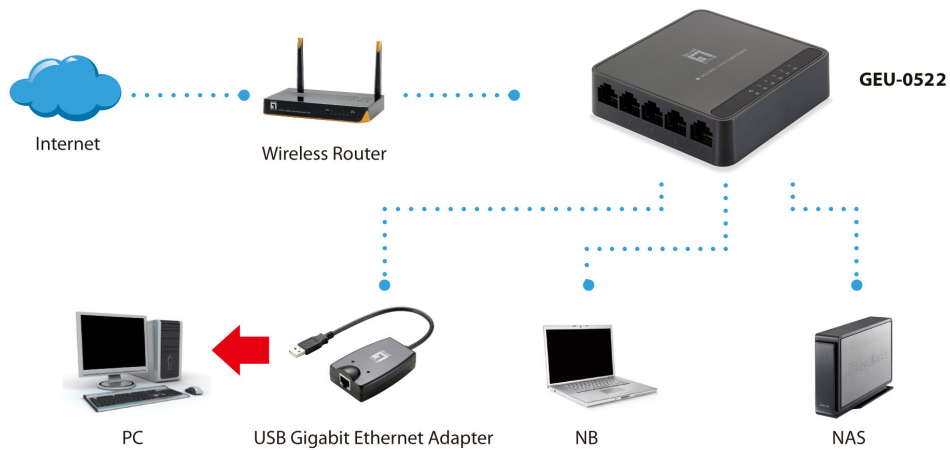 Internet
Wireless Router
GEU-0522
PC
USB Gigabit Ethernet Adapter
NB
NAS